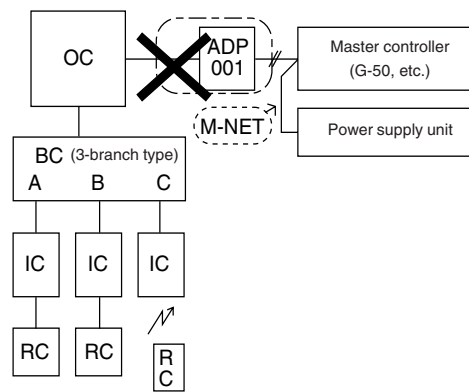 OC
ADP
001
Master controller
(G-50, etc.)
M-NET
Power supply unit
BC (3-branch type)
A B C
IC IC IC
RC RC R
C